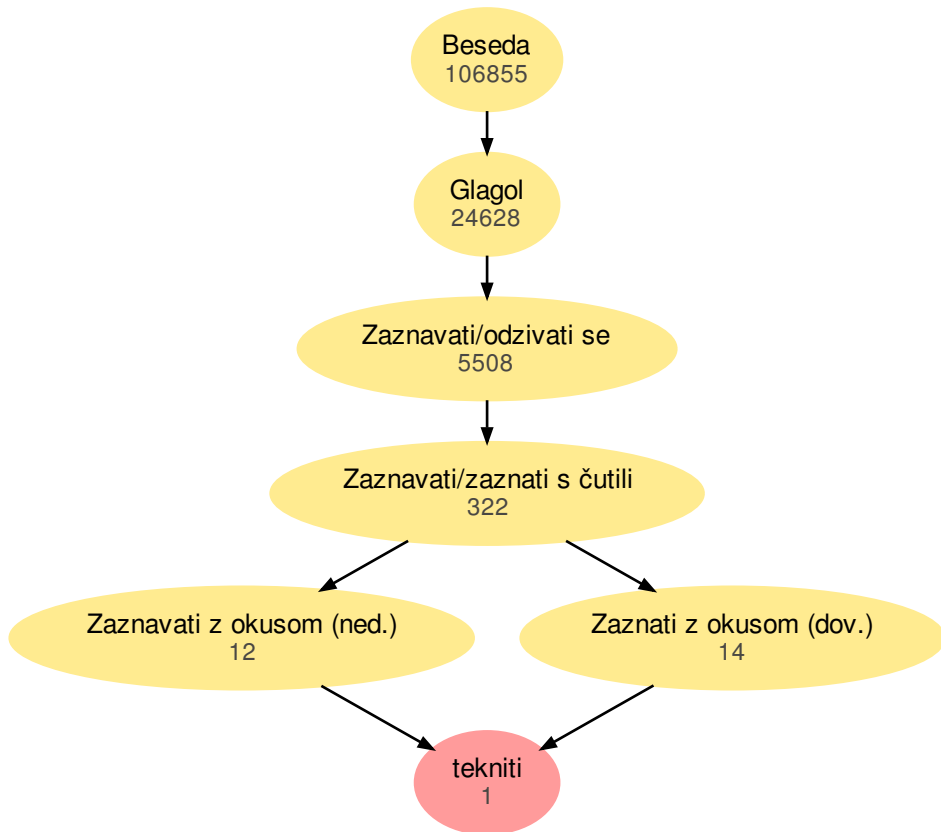 Beseda
106855
Glagol
24628
Zaznavati/odzivati se
5508
Zaznavati/zaznati s čutili
322
Zaznavati z okusom (ned.)
12
Zaznati z okusom (dov.)
14
tekniti
1